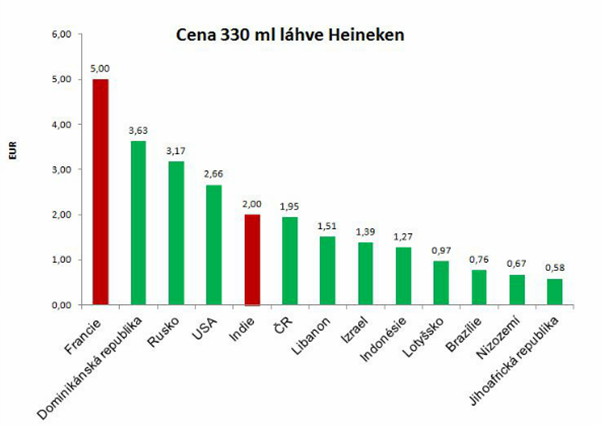 Cena 330 ml láhve Heineken
EUR
6,00
5,00
4,00
3,00
2,00
1,00
0,00
5,00
3,63
3,17
2,66
2,00
1,95
1,51
1,39
1,27
0,97
0,76
0,67
0,58
Francie
Dominikánská republika
Rusko
USA
Indie
ČR
Libanon
Izrael
Indonésie
Lotyšsko
Brazílie
Nizozemí
Jihoafrická republika